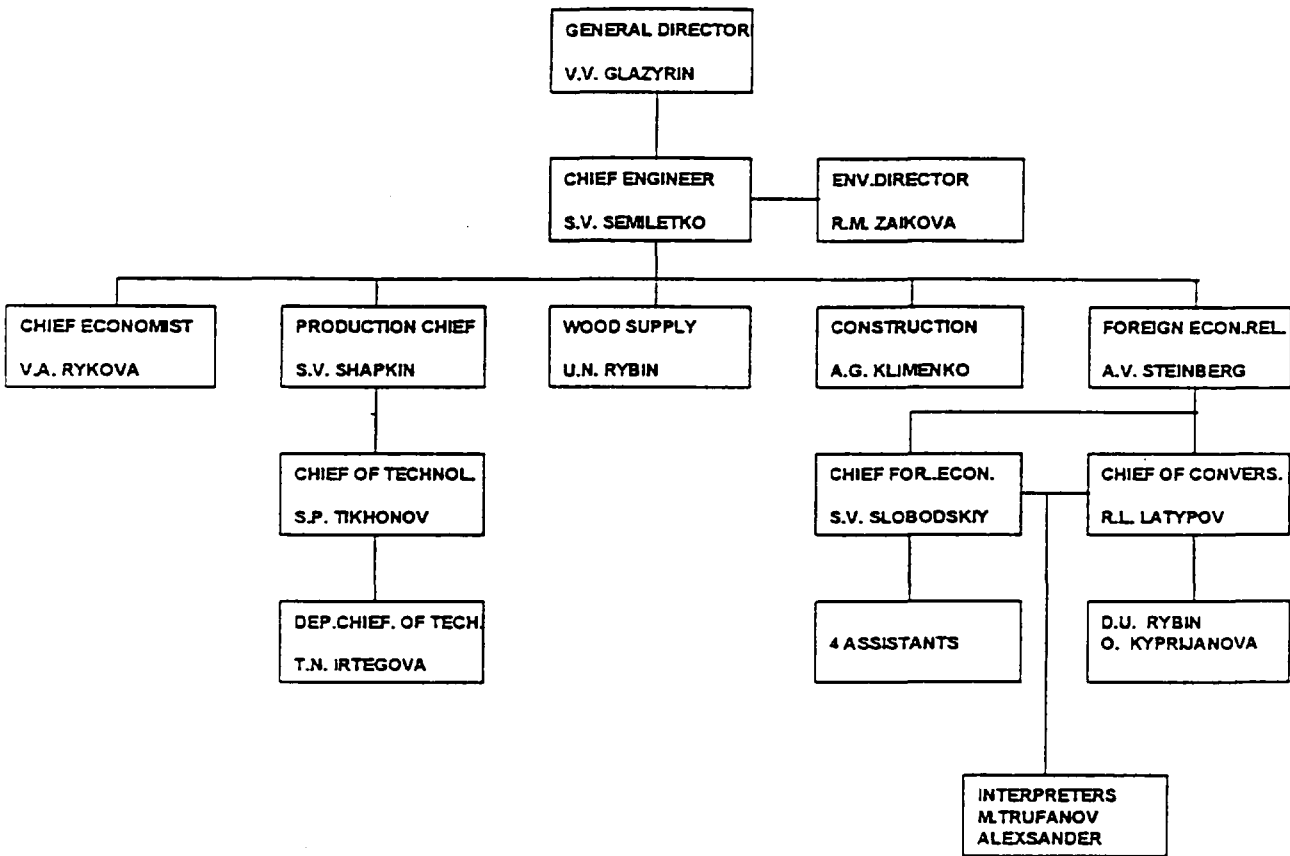 GENERAL DIRECTOR
V.V. GLAZYRIN
CHIEF ENGINEER
S.V. SEMILETKO
ENV.DIRECTOR
R.M. ZAIKOVA
CHIEF ECONOMIST
V.A. RYKOVA
PRODUCTION CHIEF
S.V. SHAPKIN
WOOD SUPPLY
U.N. RYBIN
CONSTRUCTION
A.G. KLIMENKO
FOREIGN ECON.REL.
A.V. STEINBERG
CHIEF OF TECHNOL.
S.P. TIKHONOV
CHIEF FOR..ECON.
S.V. SLOBODSKIY
CHIEF OF CONVERS.
R.L. LATYPOV
DEP.CHIEF. OF TECH.
T.N. IRTEGOVA
4 ASSISTANTS
D.U. RYBIN
O. KYPRIJANOVA
INTERPRETERS
M.TRUFANOV
ALEXSANDER